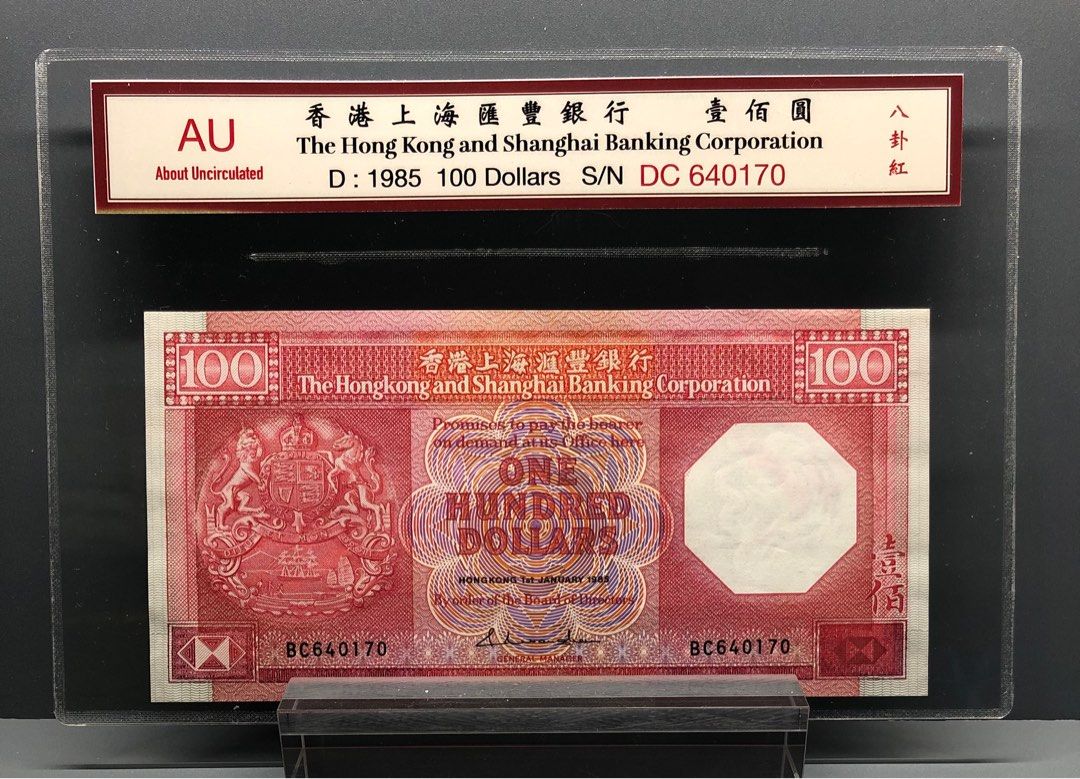 AU
About Uncirculated
香港上海匯豐銀行 壹佰圓
The Hong Kong and Shanghai Banking Corporation
D : 1985 100 Dollars S/N DC 640170
八卦紅
100
香港上海滙豐銀行
The Hongkong and Shanghai Banking Corporation
100
Promises to pay the bearer
on demand at its Office here
ONE
HUNDRED
DOLLARS
HONGKONG 1st JANUARY 1985
By order of the Board of Directors
壹佰
BC640170
GENERAL MANAGER
BC640170